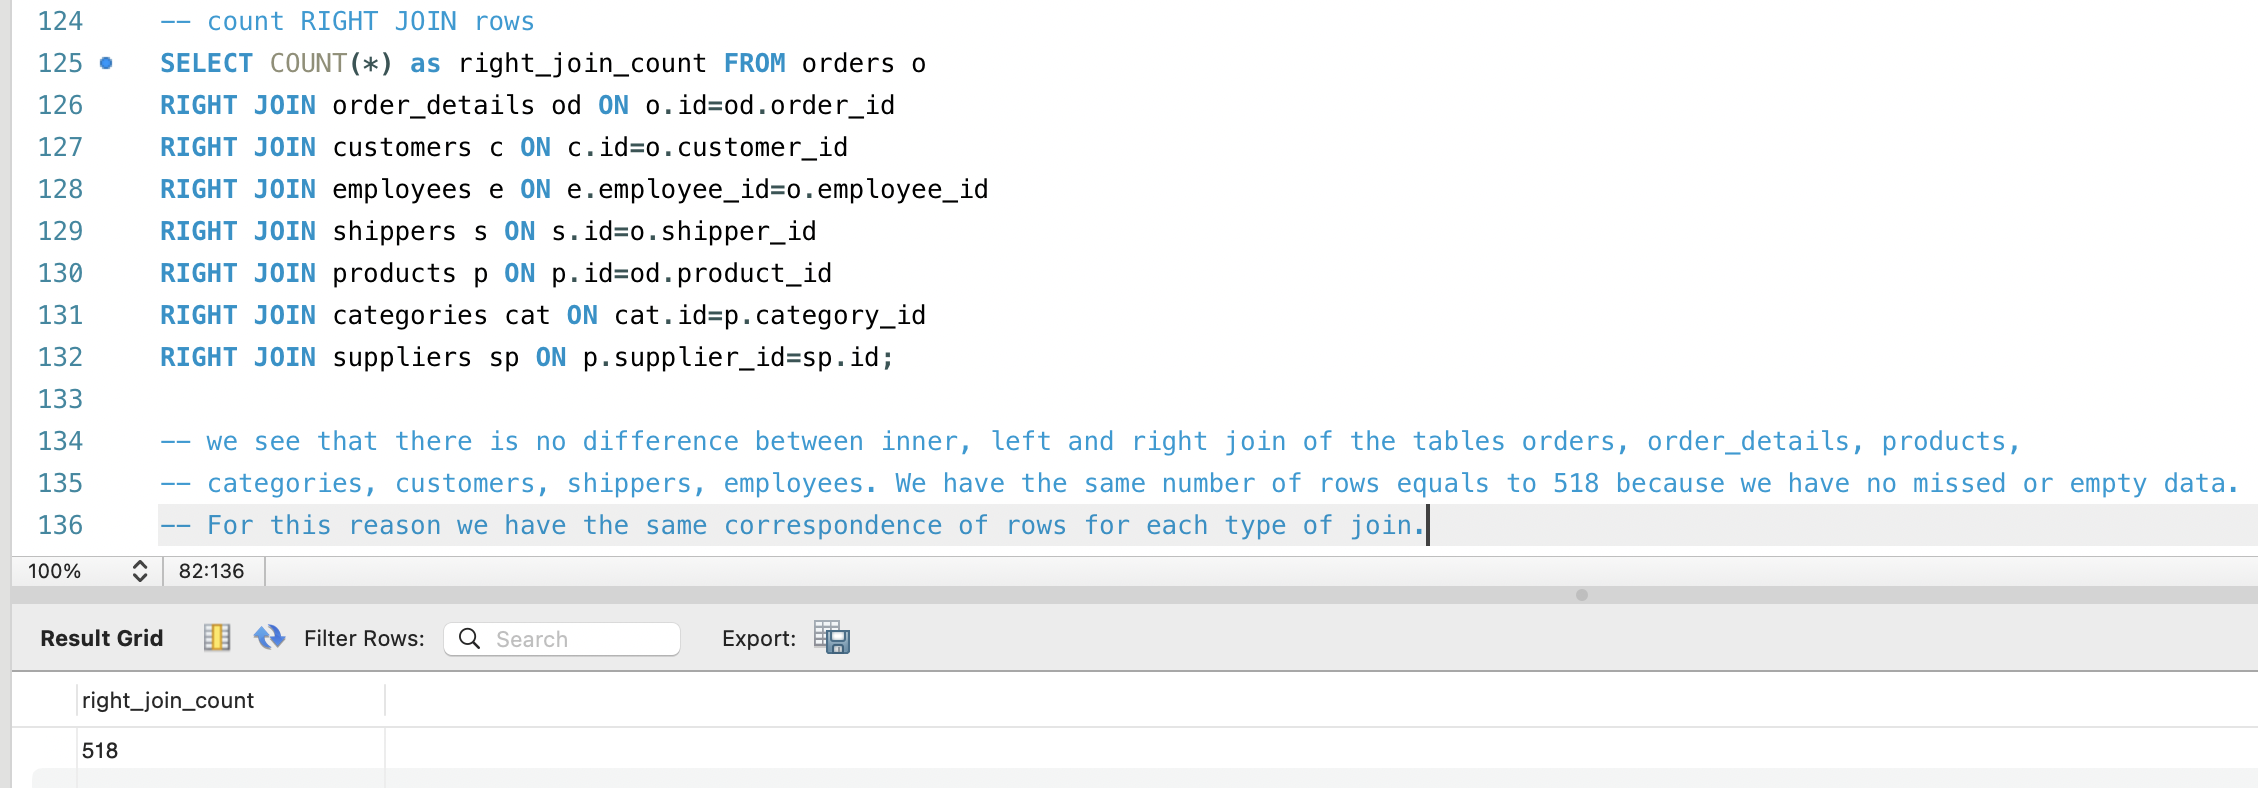 124 -- count RIGHT JOIN rows
125 SELECT COUNT(*) as right_join_count FROM orders o
126 RIGHT JOIN order_details od ON o.id=od.order_id
127 RIGHT JOIN customers c ON c.id=o.customer_id
128 RIGHT JOIN employees e ON e.employee_id=o.employee_id
129 RIGHT JOIN shippers s ON s.id=o.shipper_id
130 RIGHT JOIN products p ON p.id=od.product_id
131 RIGHT JOIN categories cat ON cat.id=p.category_id
132 RIGHT JOIN suppliers sp ON p.supplier_id=sp.id;
133
134 -- we see that there is no difference between inner, left and right join of the tables orders, order_details, products,
135 -- categories, customers, shippers, employees. We have the same number of rows equals to 518 because we have no missed or empty data.
136 -- For this reason we have the same correspondence of rows for each type of join.
100% 82:136
Result Grid Filter Rows: Search Export:
right_join_count
518